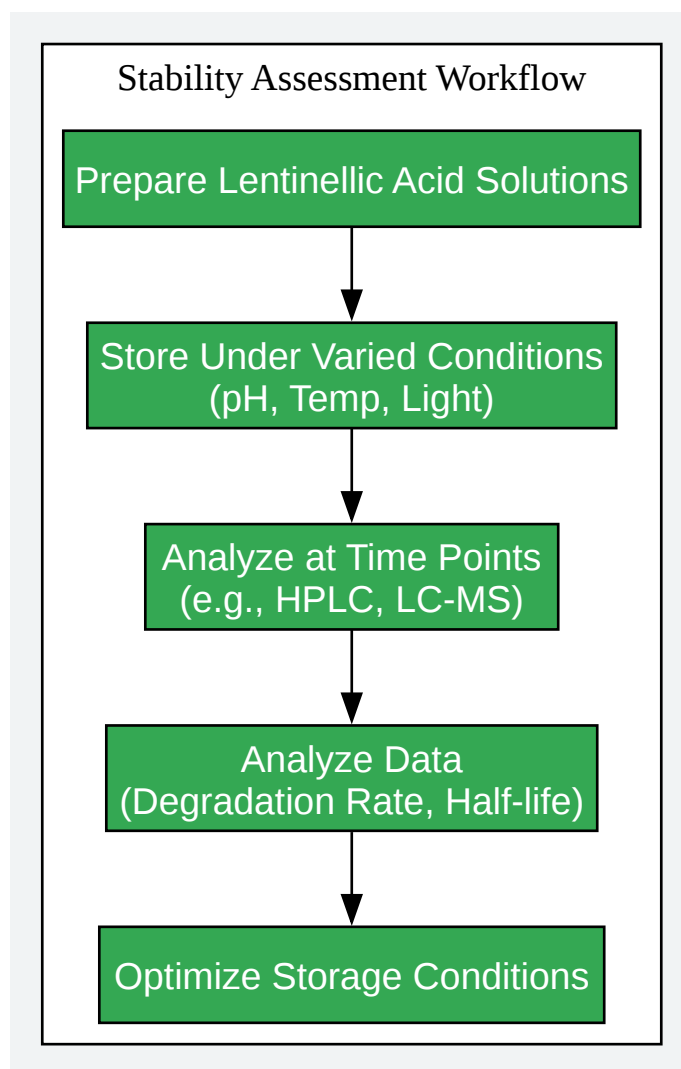 Stability Assessment Workflow
Prepare Lentinellic Acid Solutions
Store Under Varied Conditions
(pH, Temp, Light)
Analyze at Time Points
(e.g., HPLC, LC-MS)
Analyze Data
(Degradation Rate, Half-life)
Optimize Storage Conditions